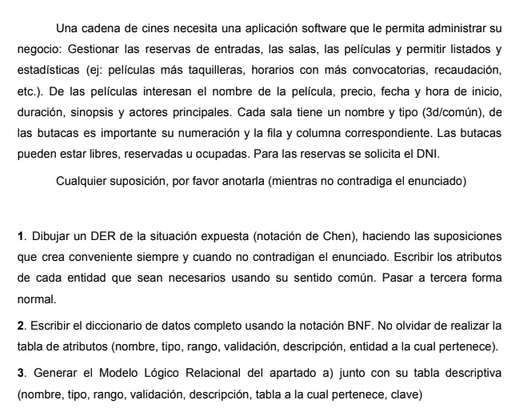 Una cadena de cines necesita una aplicación software que le permita administrar su
negocio: Gestionar las reservas de entradas, las salas, las películas y permitir listados y
estadísticas (ej: películas más taquilleras, horarios con más convocatorias, recaudación,
etc.). De las películas interesan el nombre de la película, precio, fecha y hora de inicio,
duración, sinopsis y actores principales. Cada sala tiene un nombre y tipo (3d/común), de
las butacas es importante su numeración y la fila y columna correspondiente. Las butacas
pueden estar libres, reservadas u ocupadas. Para las reservas se solicita el DNI.
Cualquier suposición, por favor anotarla (mientras no contradiga el enunciado)
1. Dibujar un DER de la situación expuesta (notación de Chen), haciendo las suposiciones
que crea conveniente siempre y cuando no contradigan el enunciado. Escribir los atributos
de cada entidad que sean necesarios usando su sentido común. Pasar a tercera forma
normal.
2. Escribir el diccionario de datos completo usando la notación BNF. No olvidar de realizar la
tabla de atributos (nombre, tipo, rango, validación, descripción, entidad a la cual pertenece).
3. Generar el Modelo Lógico Relacional del apartado a) junto con su tabla descriptiva
(nombre, tipo, rango, validación, descripción, tabla a la cual pertenece, clave)